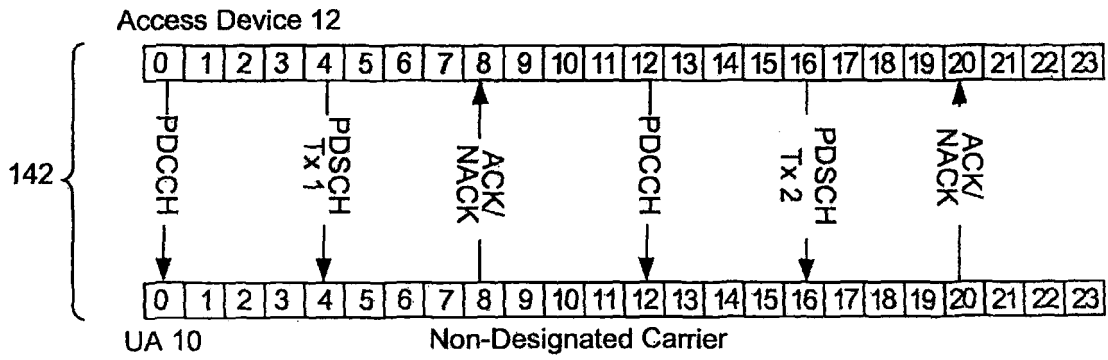 Access Device 12
0 1 2 3 4 5 6 7 8 9 10 11 12 13 14 15 16 17 18 19 20 21 22 23
142
PDCCH
PDSCH
Tx 1
ACK/
NACK
PDCCH
PDSCH
Tx 2
ACK/
NACK
0 1 2 3 4 5 6 7 8 9 10 11 12 13 14 15 16 17 18 19 20 21 22 23
UA 10
Non-Designated Carrier